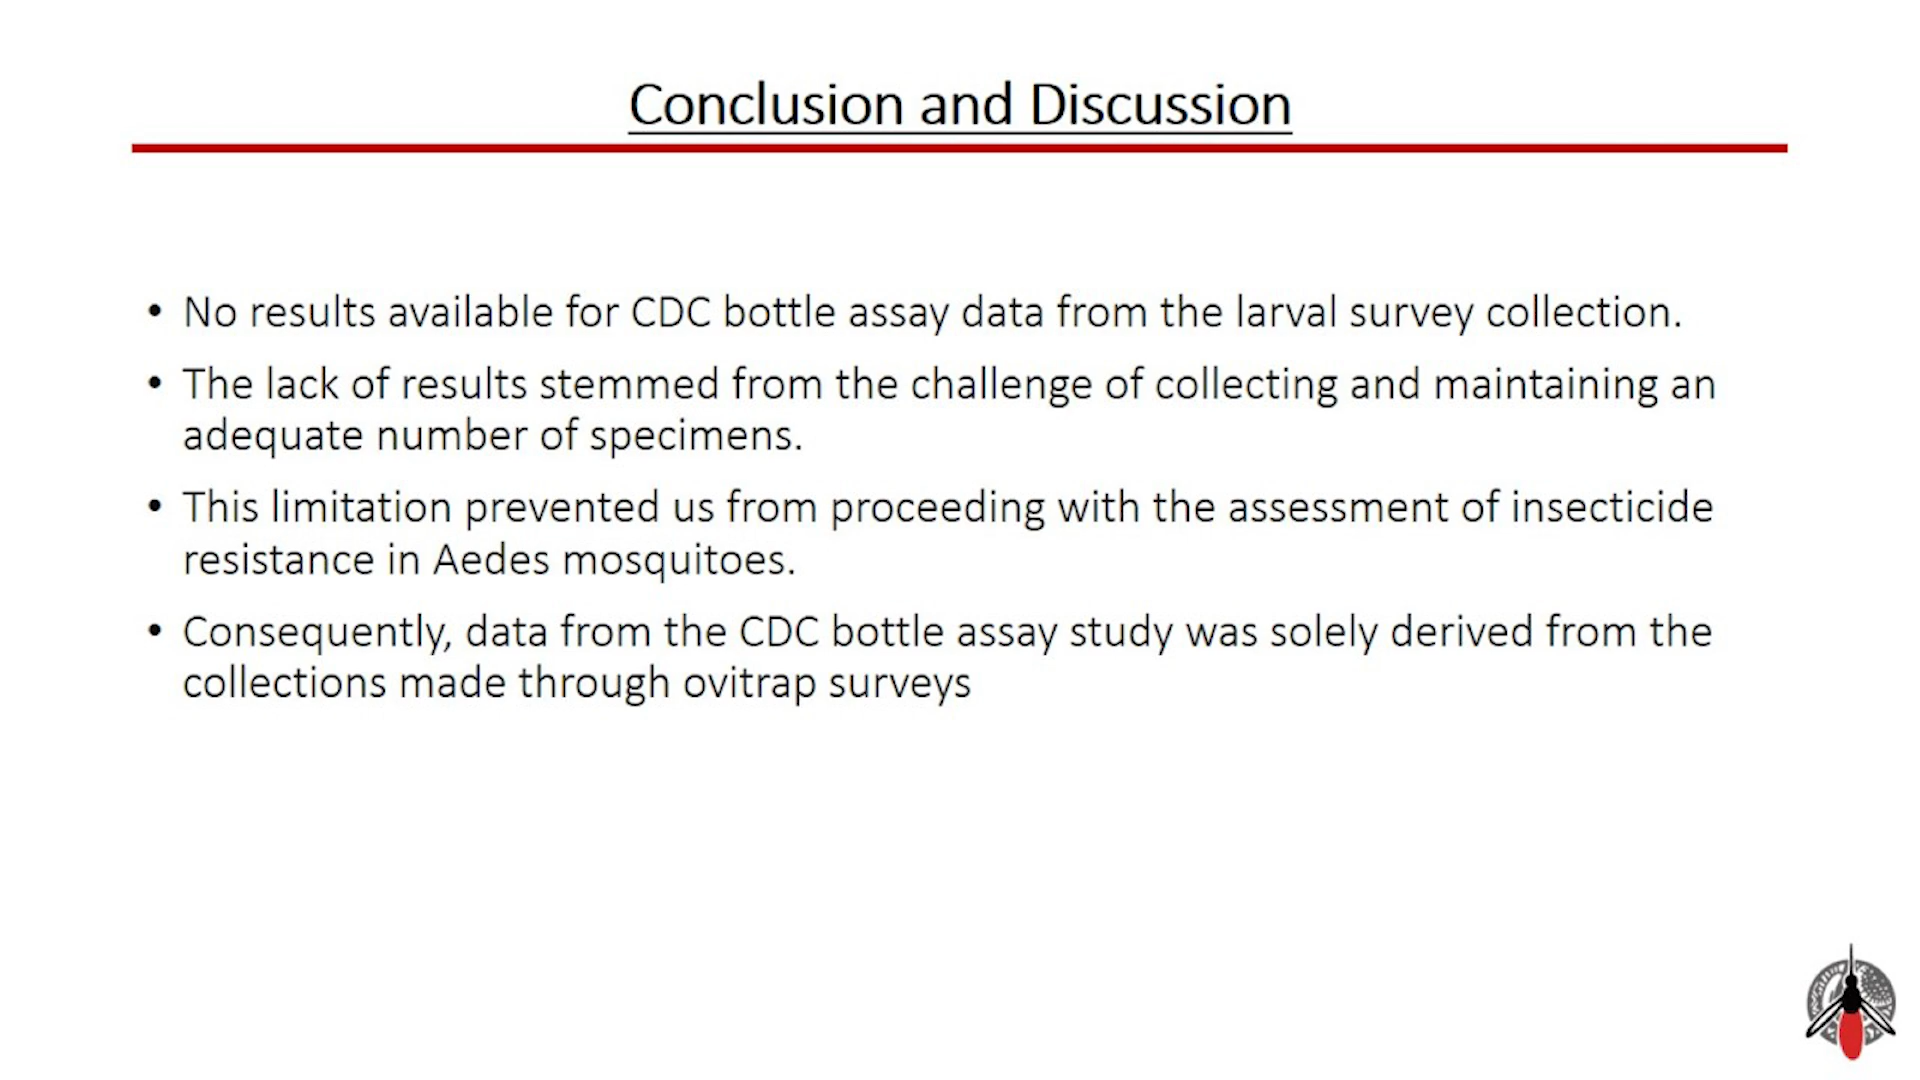 Conclusion and Discussion
• No results available for CDC bottle assay data from the larval survey collection.
• The lack of results stemmed from the challenge of collecting and maintaining an
adequate number of specimens.
• This limitation prevented us from proceeding with the assessment of insecticide
resistance in Aedes mosquitoes.
• Consequently, data from the CDC bottle assay study was solely derived from the
collections made through ovitrap surveys